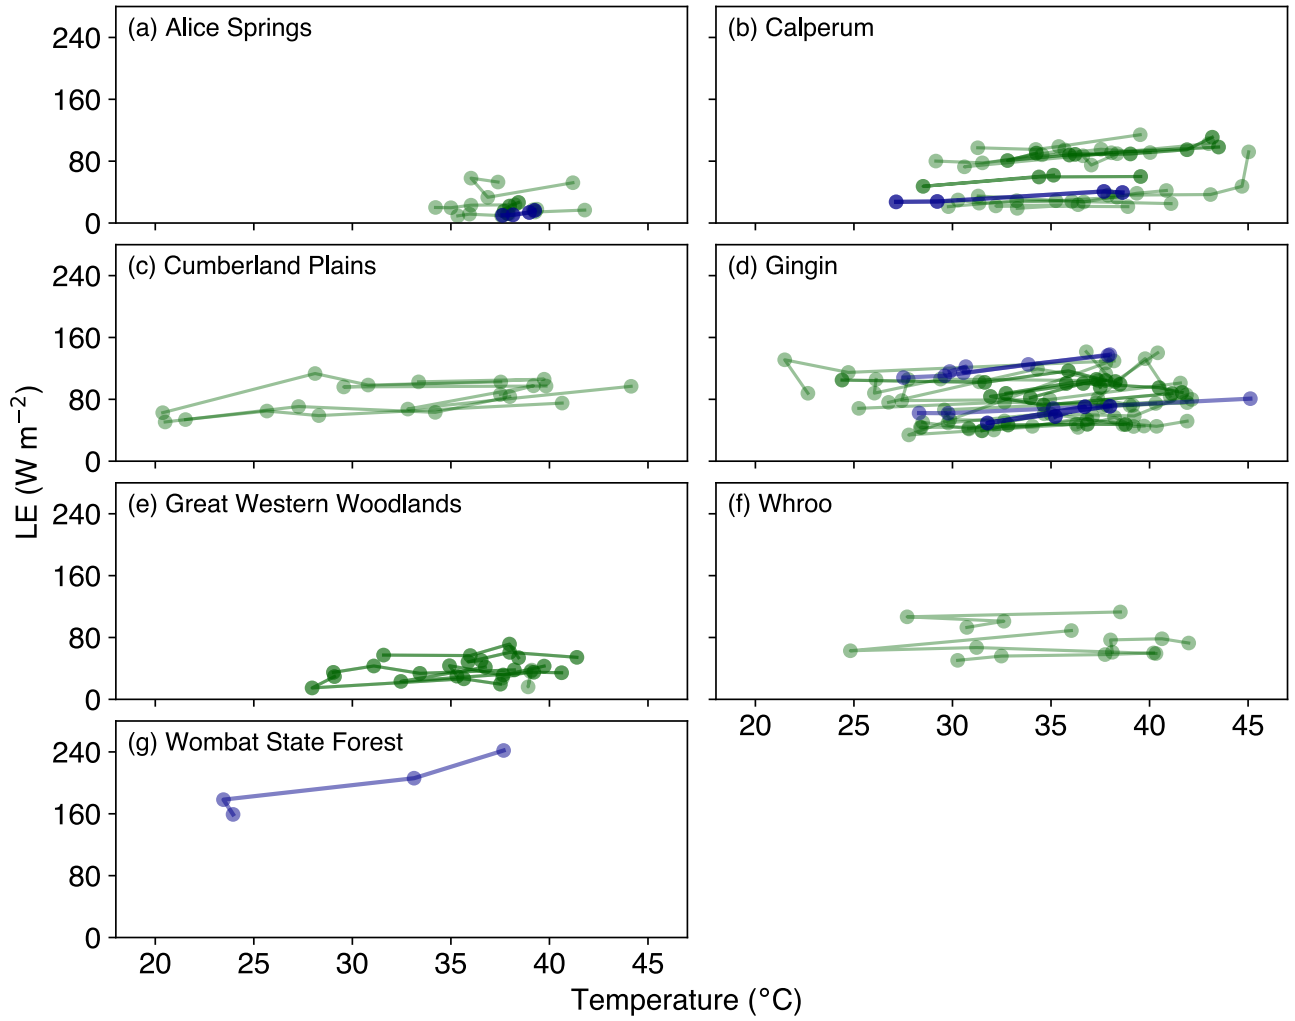 (a) Alice Springs
(b) Calperum
240
160
80
0
(c) Cumberland Plains
(d) Gingin
240
160
80
0
LE (W m−2)
(e) Great Western Woodlands
(f) Whroo
240
160
80
0
20 25 30 35 40 45
(g) Wombat State Forest
240
160
80
0
20 25 30 35 40 45
Temperature (°C)